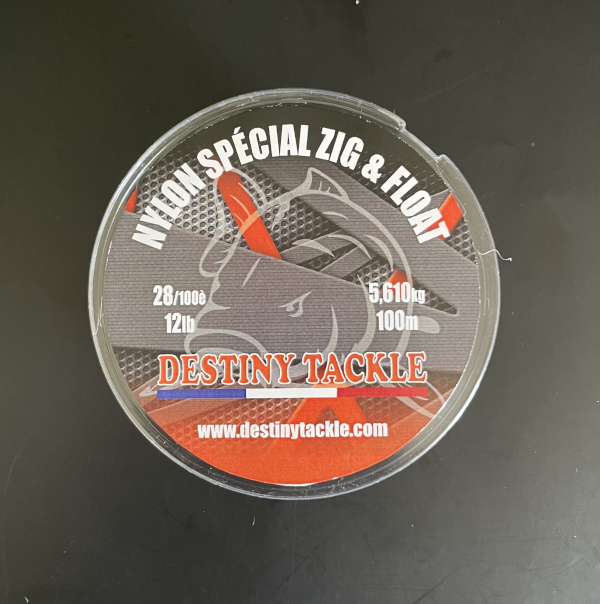 NYLON SPÉCIAL ZIG & FLOAT
28/100è
12lb
5,610kg
100m
DESTINY TACKLE
www.destinytackle.com